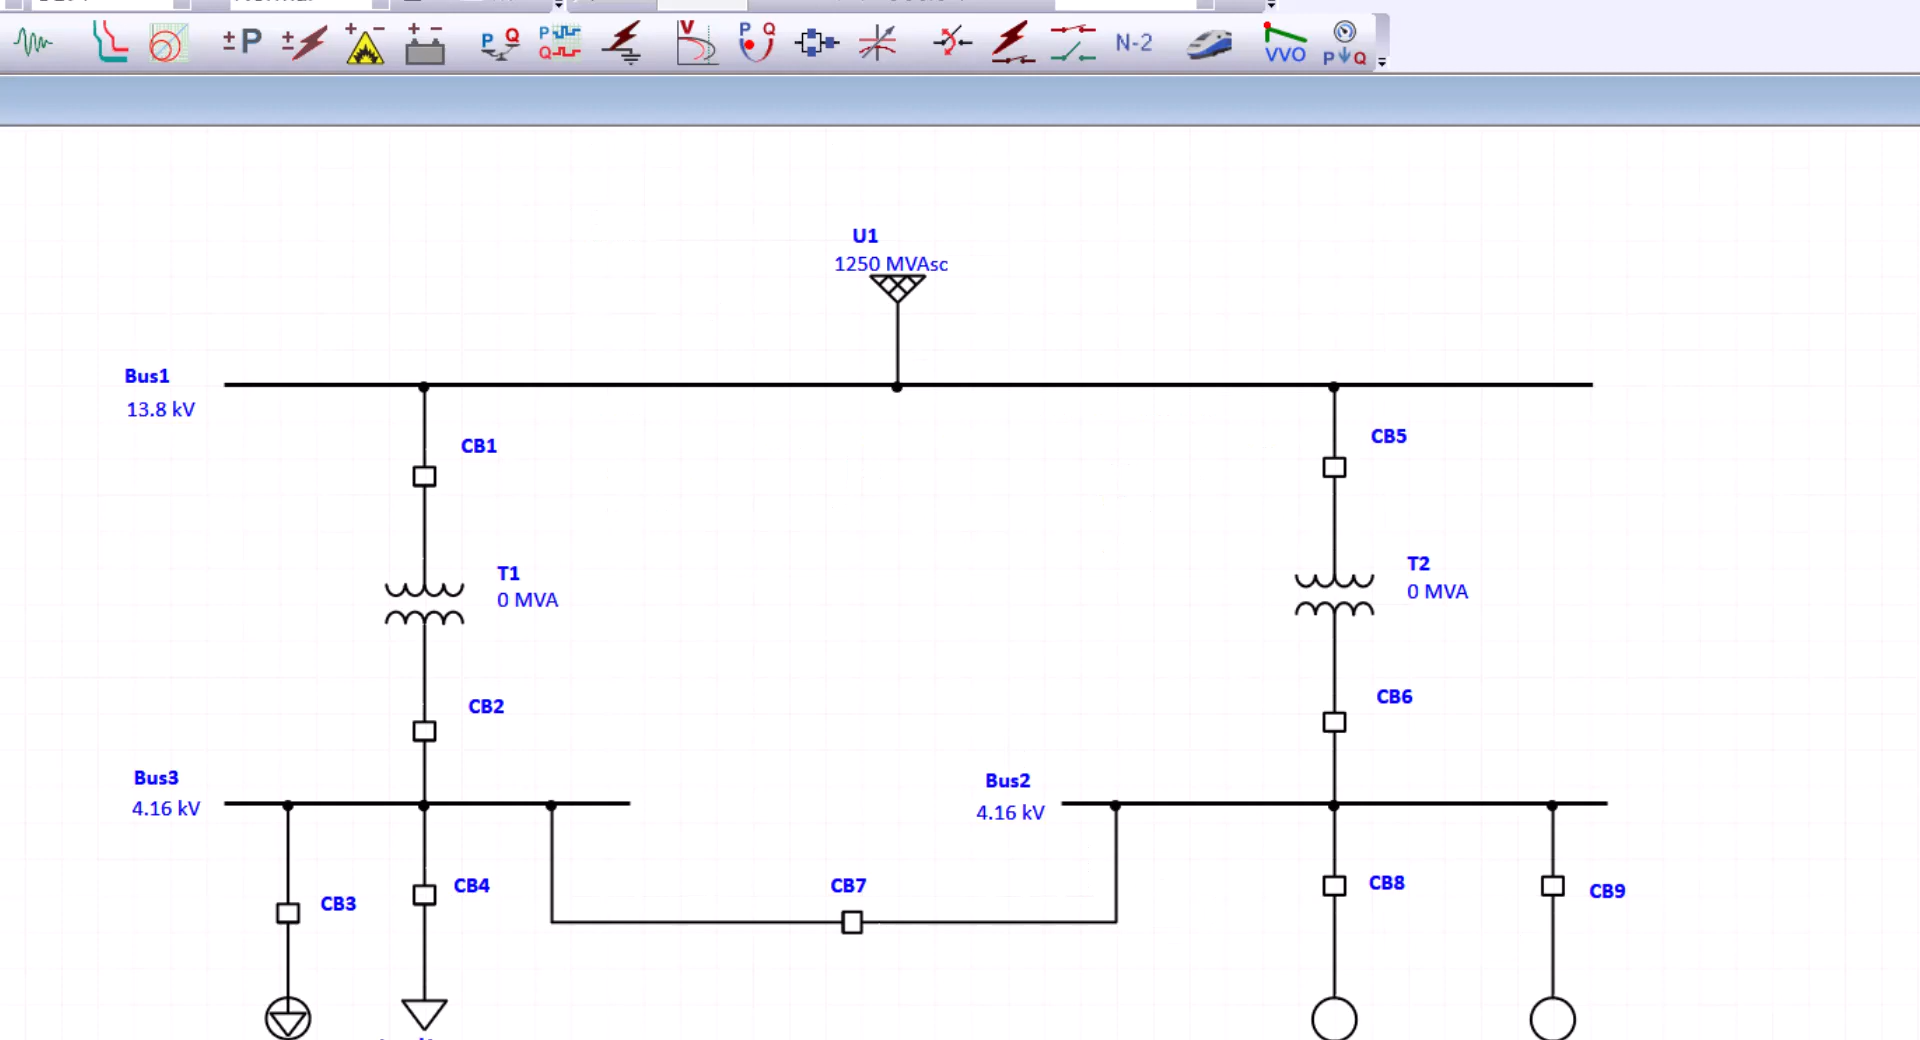 ± P
V
P Q
P Q
P
Q
N-2
VVO
P Q
U1
1250 MVAsc
Bus1
13.8 kV
CB1
CB5
T1
0 MVA
T2
0 MVA
CB2
CB6
Bus3
4.16 kV
Bus2
4.16 kV
CB3
CB4
CB7
CB8
CB9